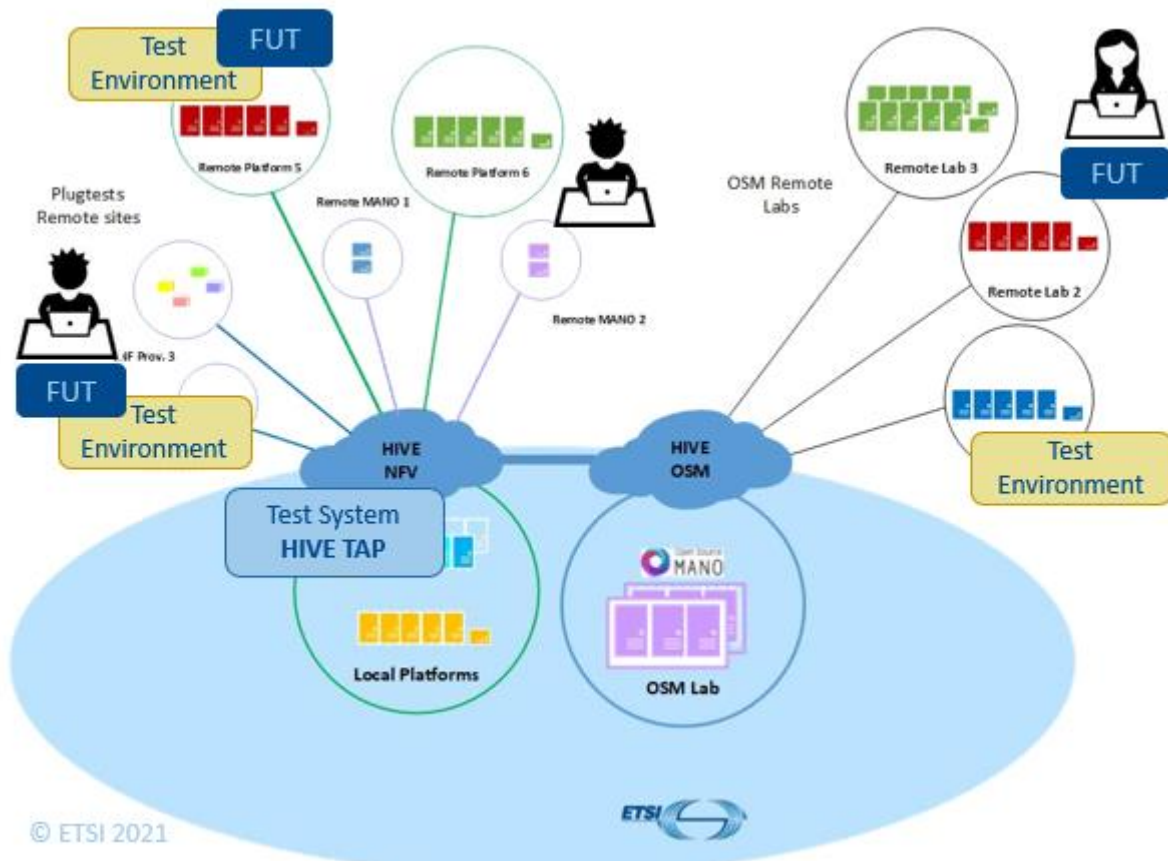 Test
Environment
FUT
Remote Platform 5
Remote Platform 6
Remote Lab 3
FUT
Plugtests
Remote sites
Remote MANO 1
OSM Remote
Labs
Remote Lab 2
Remote MANO 2
Prov. 3
FUT
Test
Environment
HIVE
NFV
HIVE
OSM
Test
Environment
Test System
HIVE TAP
Open Source
MANO
Local Platforms
OSM Lab
ETSI
© ETSI 2021